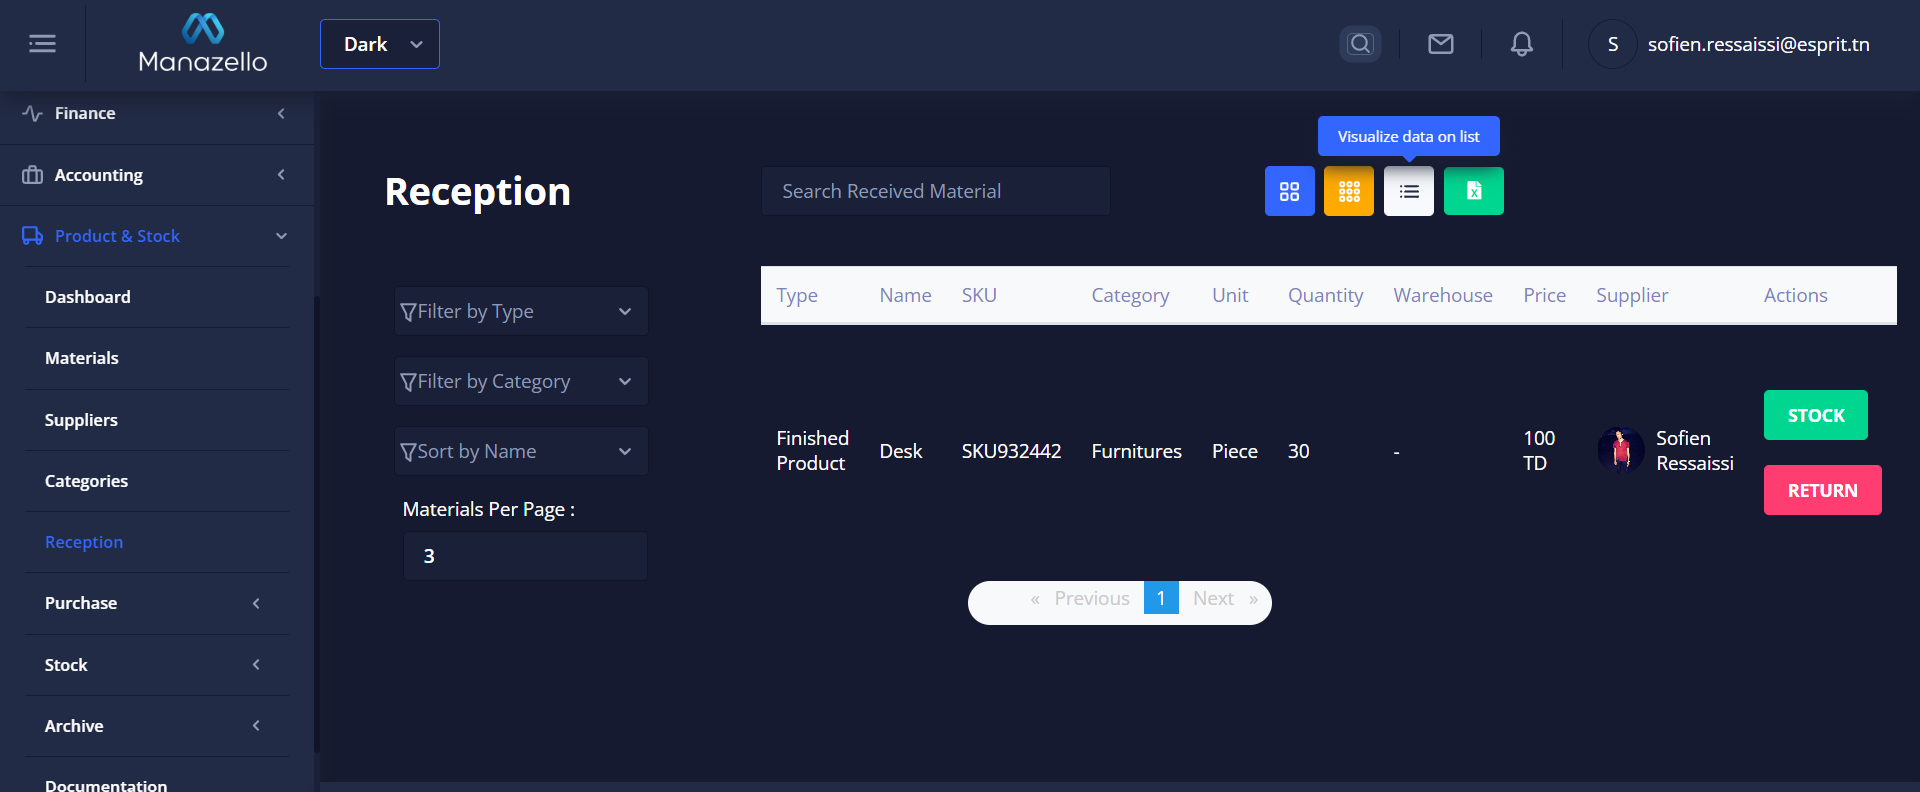 Manazello
Dark
S
sofien.ressaissi@esprit.tn
Finance
Accounting
Product & Stock
Dashboard
Materials
Suppliers
Categories
Reception
Purchase
Stock
Archive
Documentation
Reception
Search Received Material
Visualize data on list
Filter by Type
Filter by Category
Sort by Name
Materials Per Page :
3
Type Name SKU Category Unit Quantity Warehouse Price Supplier Actions
Finished
Product
Desk SKU932442 Furnitures Piece 30 -
100
TD
Sofien
Ressaissi
STOCK
RETURN
« Previous 1 Next »